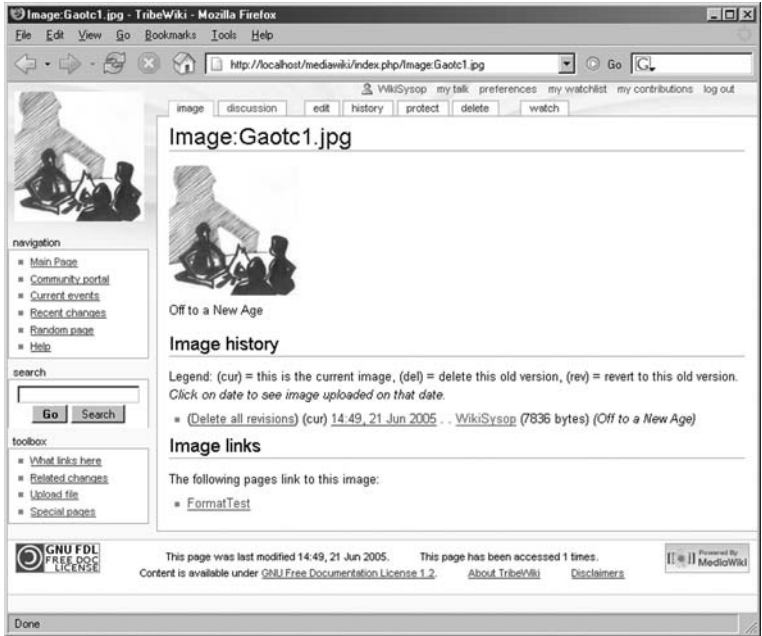 Image:Gaotc1.jpg - TribeWiki - Mozilla Firefox
File Edit View Go Bookmarks Tools Help
http://localhost/mediawiki/index.php/Image:Gaotc1.jpg Go G
WikiSysop my talk preferences my watchlist my contributions log out
image discussion edit history protect delete watch
Image:Gaotc1.jpg
Off to a New Age
Image history
Legend: (cur) = this is the current image, (del) = delete this old version, (rev) = revert to this old version.
Click on date to see image uploaded on that date.
(Delete all revisions) (cur) 14:49, 21 Jun 2005 . . WikiSysop (7836 bytes) (Off to a New Age)
Image links
The following pages link to this image:
FormatTest
navigation
Main Page
Community portal
Current events
Recent changes
Random page
Help
search
Go Search
toolbox
What links here
Related changes
Upload file
Special pages
GNU FDL
FREE DOC
LICENSE
This page was last modified 14:49, 21 Jun 2005. This page has been accessed 1 times.
Content is available under GNU Free Documentation License 1.2. About TribeWiki Disclaimers
Powered By
MediaWiki
Done